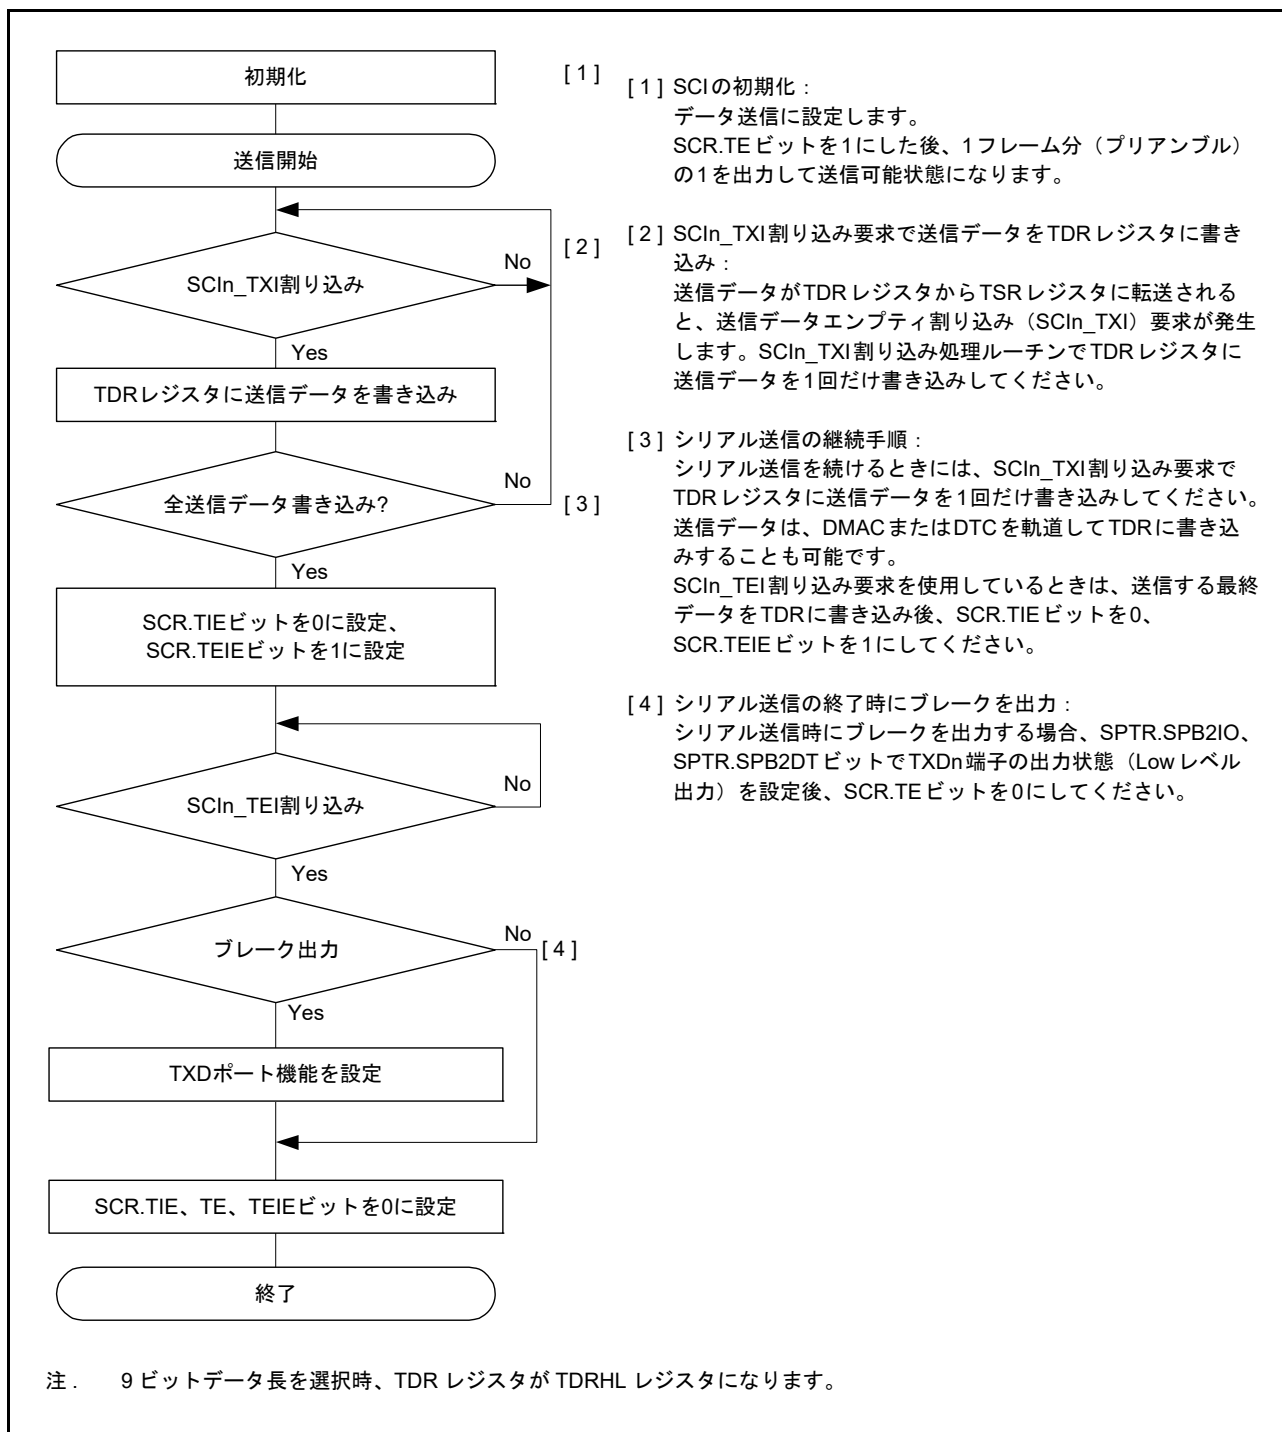 初期化
[ 1 ]
送信開始
[ 2 ]
SCIn_TXI割り込み
No
Yes
TDRレジスタに送信データを書き込み
全送信データ書き込み?
No
[ 3 ]
Yes
SCR.TIEビットを0に設定、
SCR.TEIEビットを1に設定
SCIn_TEI割り込み
No
Yes
ブレーク出力
No
[ 4 ]
Yes
TXDポート機能を設定
SCR.TIE、TE、TEIEビットを0に設定
終了
[ 1 ] SCIの初期化：
データ送信に設定します。
SCR.TEビットを1にした後、1フレーム分（プリアンブル）
の1を出力して送信可能状態になります。
[ 2 ] SCIn_TXI割り込み要求で送信データをTDRレジスタに書き
込み：
送信データがTDRレジスタからTSRレジスタに転送される
と、送信データエンプティ割り込み（SCIn_TXI）要求が発生
します。SCIn_TXI割り込み処理ルーチンでTDRレジスタに
送信データを1回だけ書き込みしてください。
[ 3 ] シリアル送信の継続手順：
シリアル送信を続けるときには、SCIn_TXI割り込み要求で
TDRレジスタに送信データを1回だけ書き込みしてください。
送信データは、DMACまたはDTCを軌道してTDRに書き込
みすることも可能です。
SCIn_TEI割り込み要求を使用しているときは、送信する最終
データをTDRに書き込み後、SCR.TIEビットを0、
SCR.TEIEビットを1にしてください。
[ 4 ] シリアル送信の終了時にブレークを出力：
シリアル送信時にブレークを出力する場合、SPTR.SPB2IO、
SPTR.SPB2DTビットでTXDn端子の出力状態（Lowレベル
出力）を設定後、SCR.TEビットを0にしてください。
注． 9 ビットデータ長を選択時、TDR レジスタが TDRHL レジスタになります。